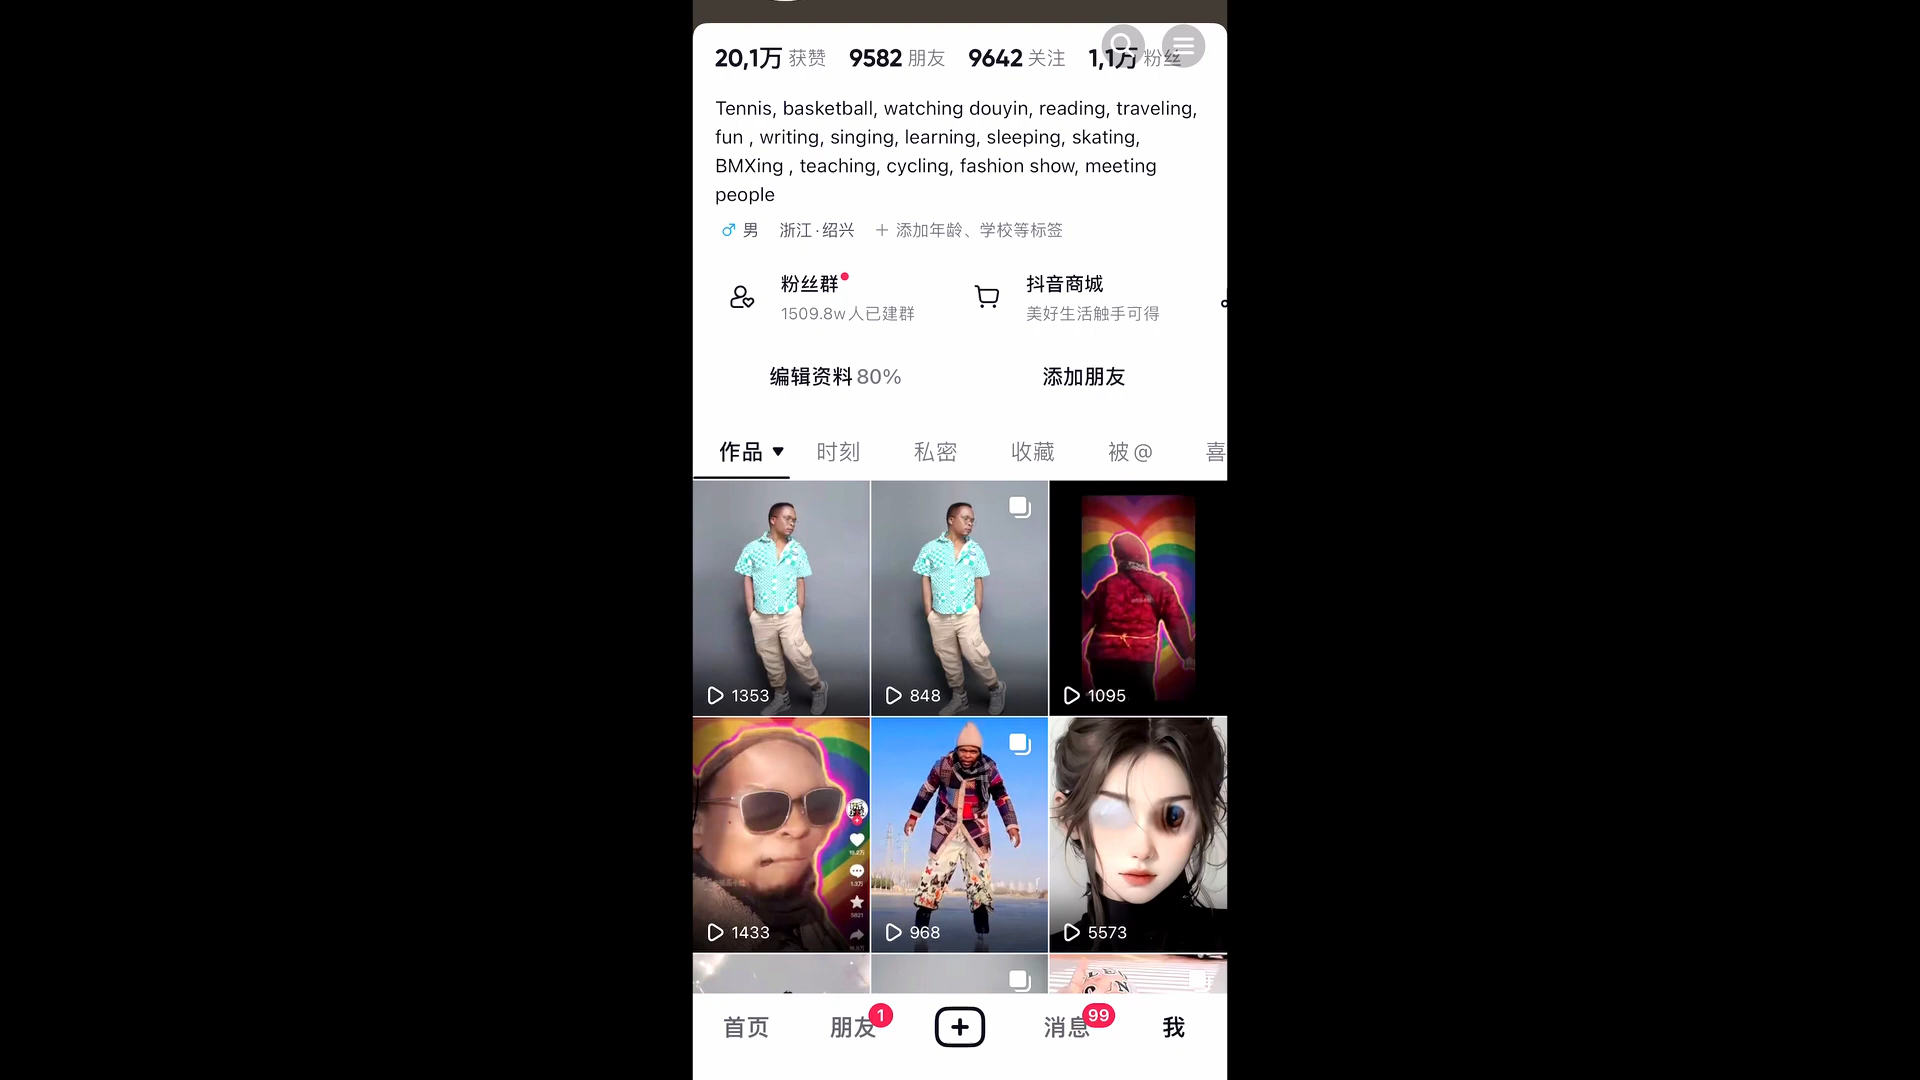 20,1万 获赞 9582 朋友 9642 关注 1,1万 粉丝
Tennis, basketball, watching douyin, reading, traveling,
fun , writing, singing, learning, sleeping, skating,
BMXing , teaching, cycling, fashion show, meeting
people
男 浙江·绍兴 + 添加年龄、学校等标签
粉丝群 抖音商城
1509.8w人已建群 美好生活触手可得
编辑资料 80% 添加朋友
作品 时刻 私密 收藏 被@ 喜
1353 848 1095
1433 968 5573
首页 朋友 1 消息 99 我